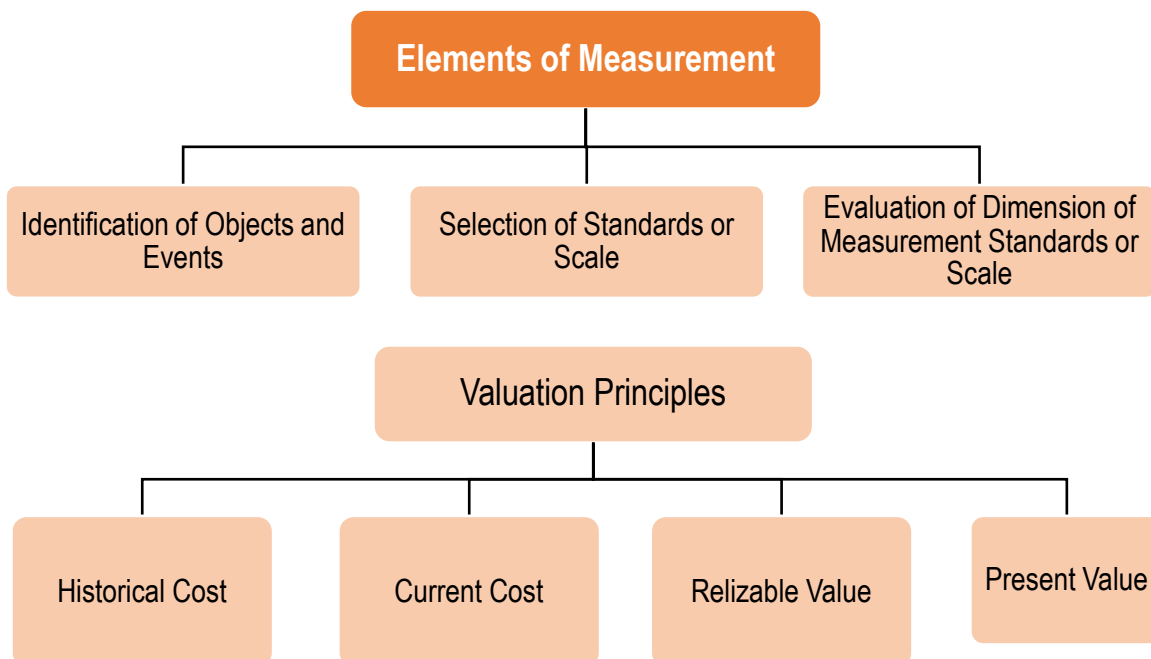 Elements of Measurement
Identification of Objects and
Events
Selection of Standards or
Scale
Evaluation of Dimension of
Measurement Standards or
Scale
Valuation Principles
Historical Cost
Current Cost
Relizable Value
Present Value